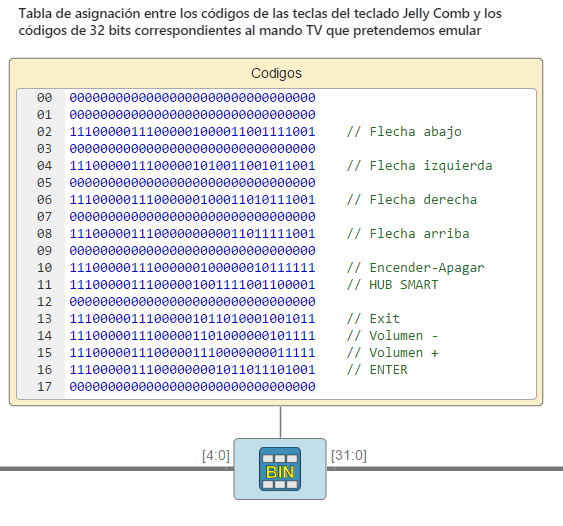 Tabla de asignación entre los códigos de las teclas del teclado Jelly Comb y los
códigos de 32 bits correspondientes al mando TV que pretendemos emular
Codigos
00 00000000000000000000000000000000
01 00000000000000000000000000000000
02 11100000111000001000011001111001 // Flecha abajo
03 00000000000000000000000000000000
04 11100000111000001010011001011001 // Flecha izquierda
05 00000000000000000000000000000000
06 11100000111000000100011010111001 // Flecha derecha
07 00000000000000000000000000000000
08 11100000111000000000011011111001 // Flecha arriba
09 00000000000000000000000000000000
10 11100000111000000100000010111111 // Encender-Apagar
11 11100000111000001001111001100001 // HUB SMART
12 00000000000000000000000000000000
13 11100000111000001011010001001011 // Exit
14 11100000111000001101000000101111 // Volumen -
15 11100000111000001110000000011111 // Volumen +
16 11100000111000000001011011101001 // ENTER
17 00000000000000000000000000000000
[4:0] [31:0]
BIN